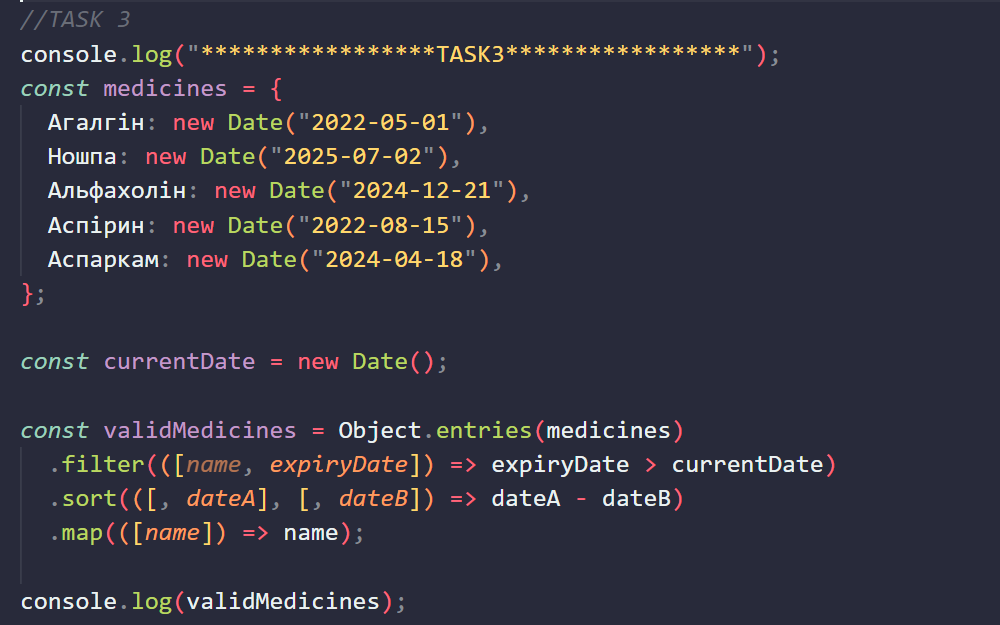 //TASK 3
console.log("*****************TASK3*****************");
const medicines = {
  Агалгін: new Date("2022-05-01"),
  Ношпа: new Date("2025-07-02"),
  Альфахолін: new Date("2024-12-21"),
  Аспірин: new Date("2022-08-15"),
  Аспаркам: new Date("2024-04-18"),
};
const currentDate = new Date();
const validMedicines = Object.entries(medicines)
  .filter(([name, expiryDate]) => expiryDate > currentDate)
  .sort(([, dateA], [, dateB]) => dateA - dateB)
  .map(([name]) => name);
console.log(validMedicines);